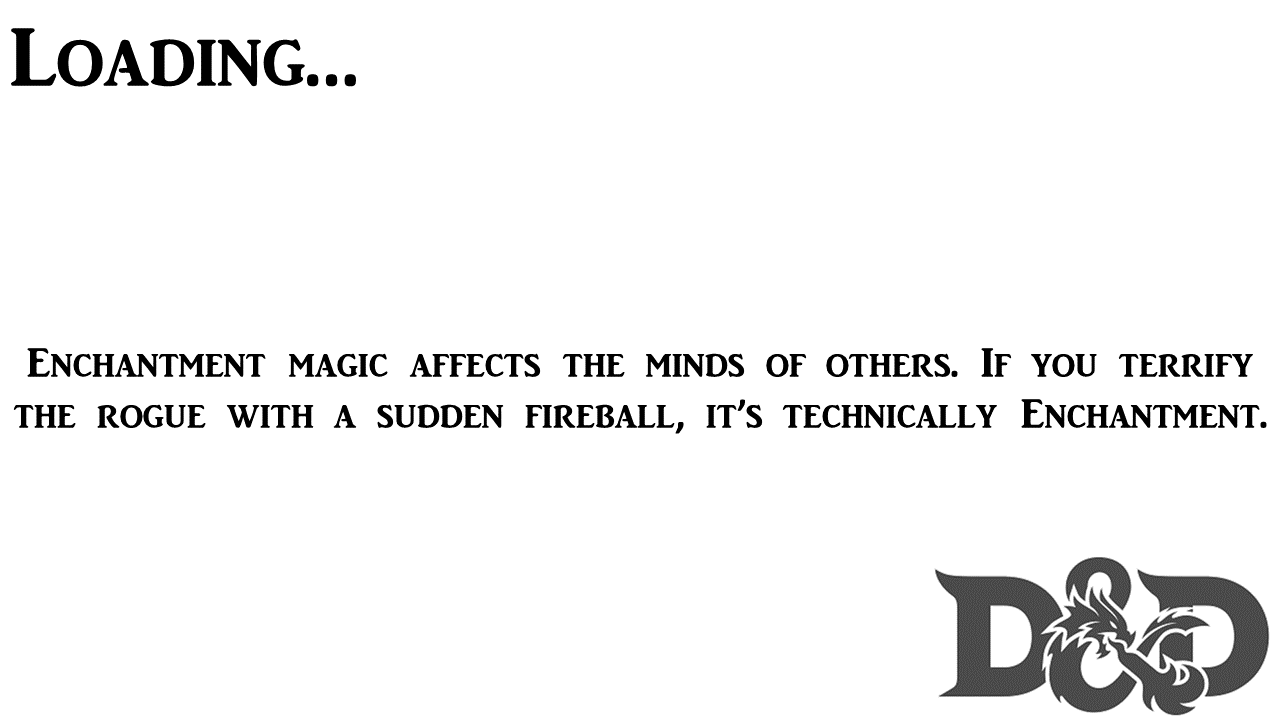 Loading...
Enchantment magic affects the minds of others. If you terrify
the rogue with a sudden fireball, it's technically Enchantment.
D&D